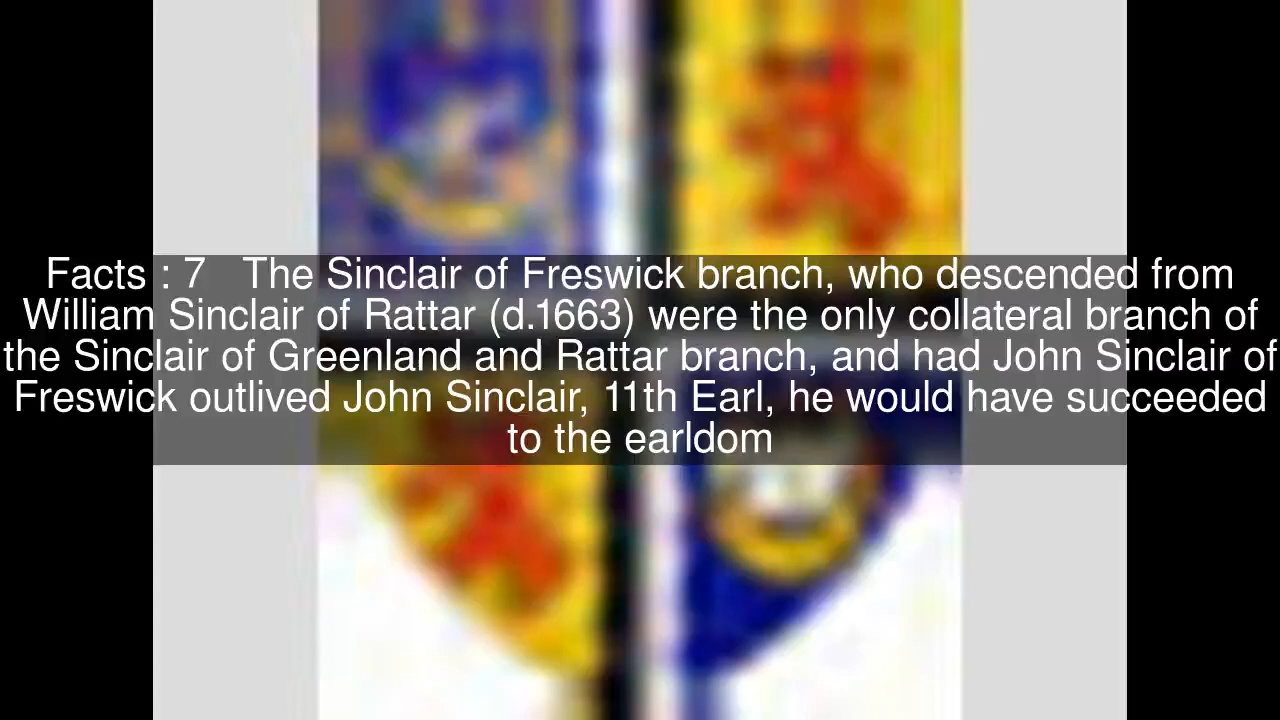 Facts : 7   The Sinclair of Freswick branch, who descended from
William Sinclair of Rattar (d.1663) were the only collateral branch of
the Sinclair of Greenland and Rattar branch, and had John Sinclair of
Freswick outlived John Sinclair, 11th Earl, he would have succeeded
to the earldom